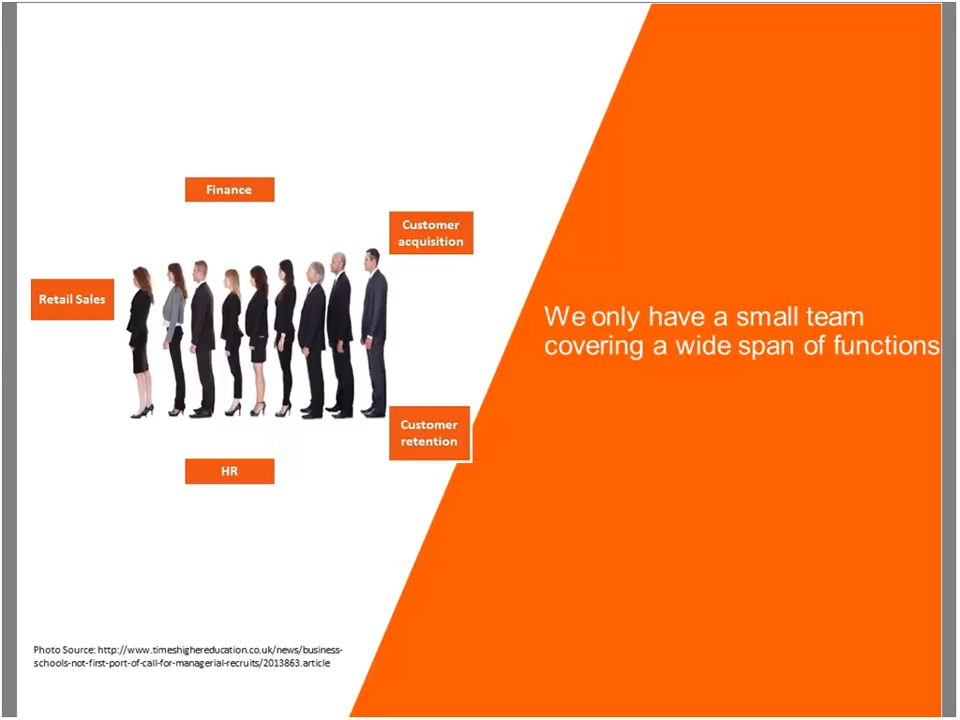 Finance
Customer
acquisition
Retail Sales
We only have a small team
covering a wide span of functions
Customer
retention
HR
Photo Source: http://www.timeshighereducation.co.uk/news/business-
schools-not-first-port-of-call-for-managerial-recruits/2013863.article